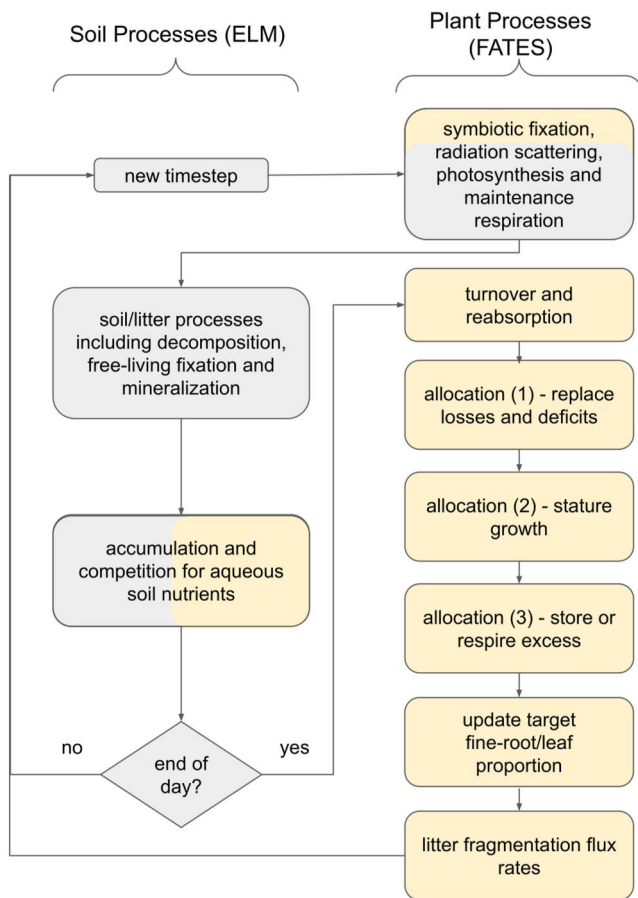 Soil Processes (ELM)
Plant Processes
(FATES)
new timestep
symbiotic fixation,
radiation scattering,
photosynthesis and
maintenance
respiration
soil/litter processes
including decomposition,
free-living fixation and
mineralization
accumulation and
competition for aqueous
soil nutrients
no
end of
day?
yes
turnover and
reabsorption
allocation (1) - replace
losses and deficits
allocation (2) - stature
growth
allocation (3) - store or
respire excess
update target
fine-root/leaf
proportion
litter fragmentation flux
rates